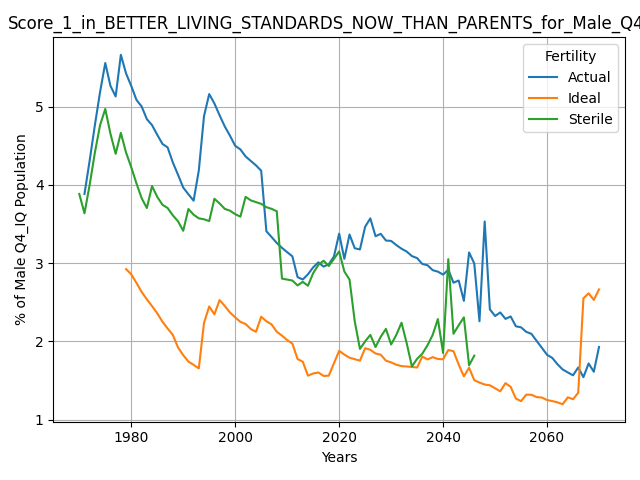 Score_1_in_BETTER_LIVING_STANDARDS_NOW_THAN_PARENTS_for_Male_Q4
Fertility
Actual
Ideal
Sterile
% of Male Q4_IQ Population
5
4
3
2
1
1980 2000 2020 2040 2060
Years